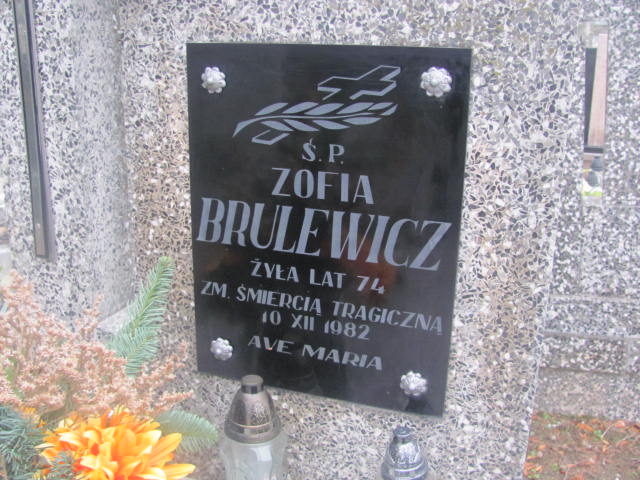 Ś.P.
ZOFIA
BRULEWICZ
ŻYŁA LAT 74
ZM. ŚMIERCIĄ TRAGICZNĄ
10 XII 1982
AVE MARIA